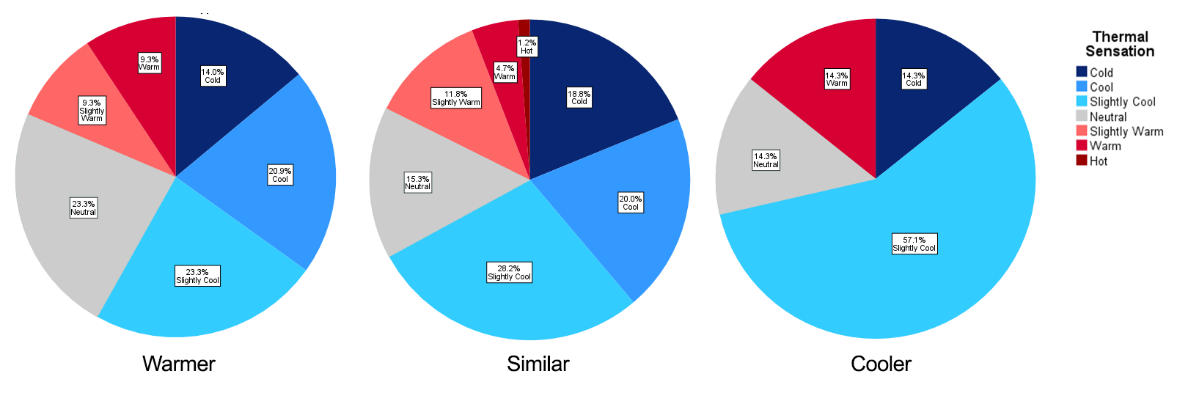 9.3%
Warm
14.0%
Cold
9.3%
Slightly
Warm
20.9%
Cool
23.3%
Neutral
23.3%
Slightly Cool
Warmer
1.2%
Hot
4.7%
Warm
11.8%
Slightly Warm
18.8%
Cold
15.3%
Neutral
20.0%
Cool
28.2%
Slightly Cool
Similar
14.3%
Warm
14.3%
Cold
14.3%
Neutral
57.1%
Slightly Cool
Cooler
Thermal
Sensation
Cold
Cool
Slightly Cool
Neutral
Slightly Warm
Warm
Hot